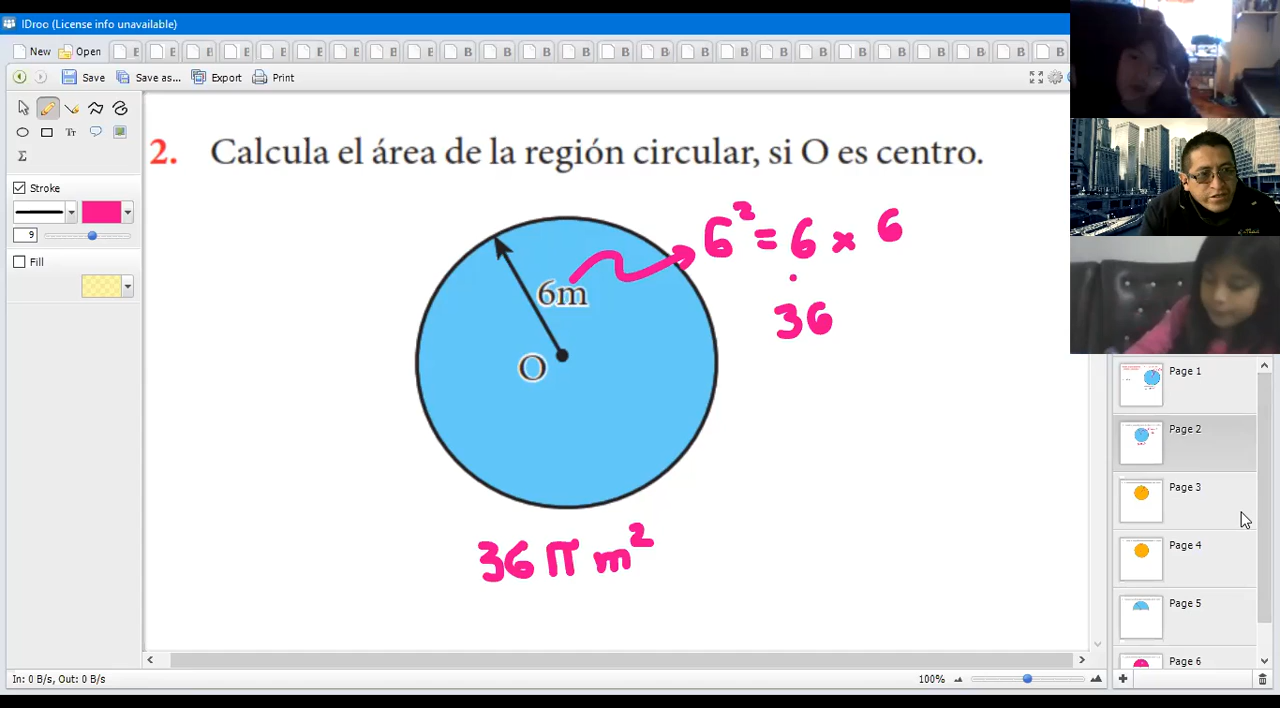 IDroo (License info unavailable)
New Open E E E E E E E E B B B B B B B B B B B B B B B B
Save Save as... Export Print
2. Calcula el área de la región circular, si O es centro.
Stroke
9
Fill
6² = 6 × 6
36
6m
O
36 π m²
Page 1
Page 2
Page 3
Page 4
Page 5
Page 6
In: 0 B/s, Out: 0 B/s
100%